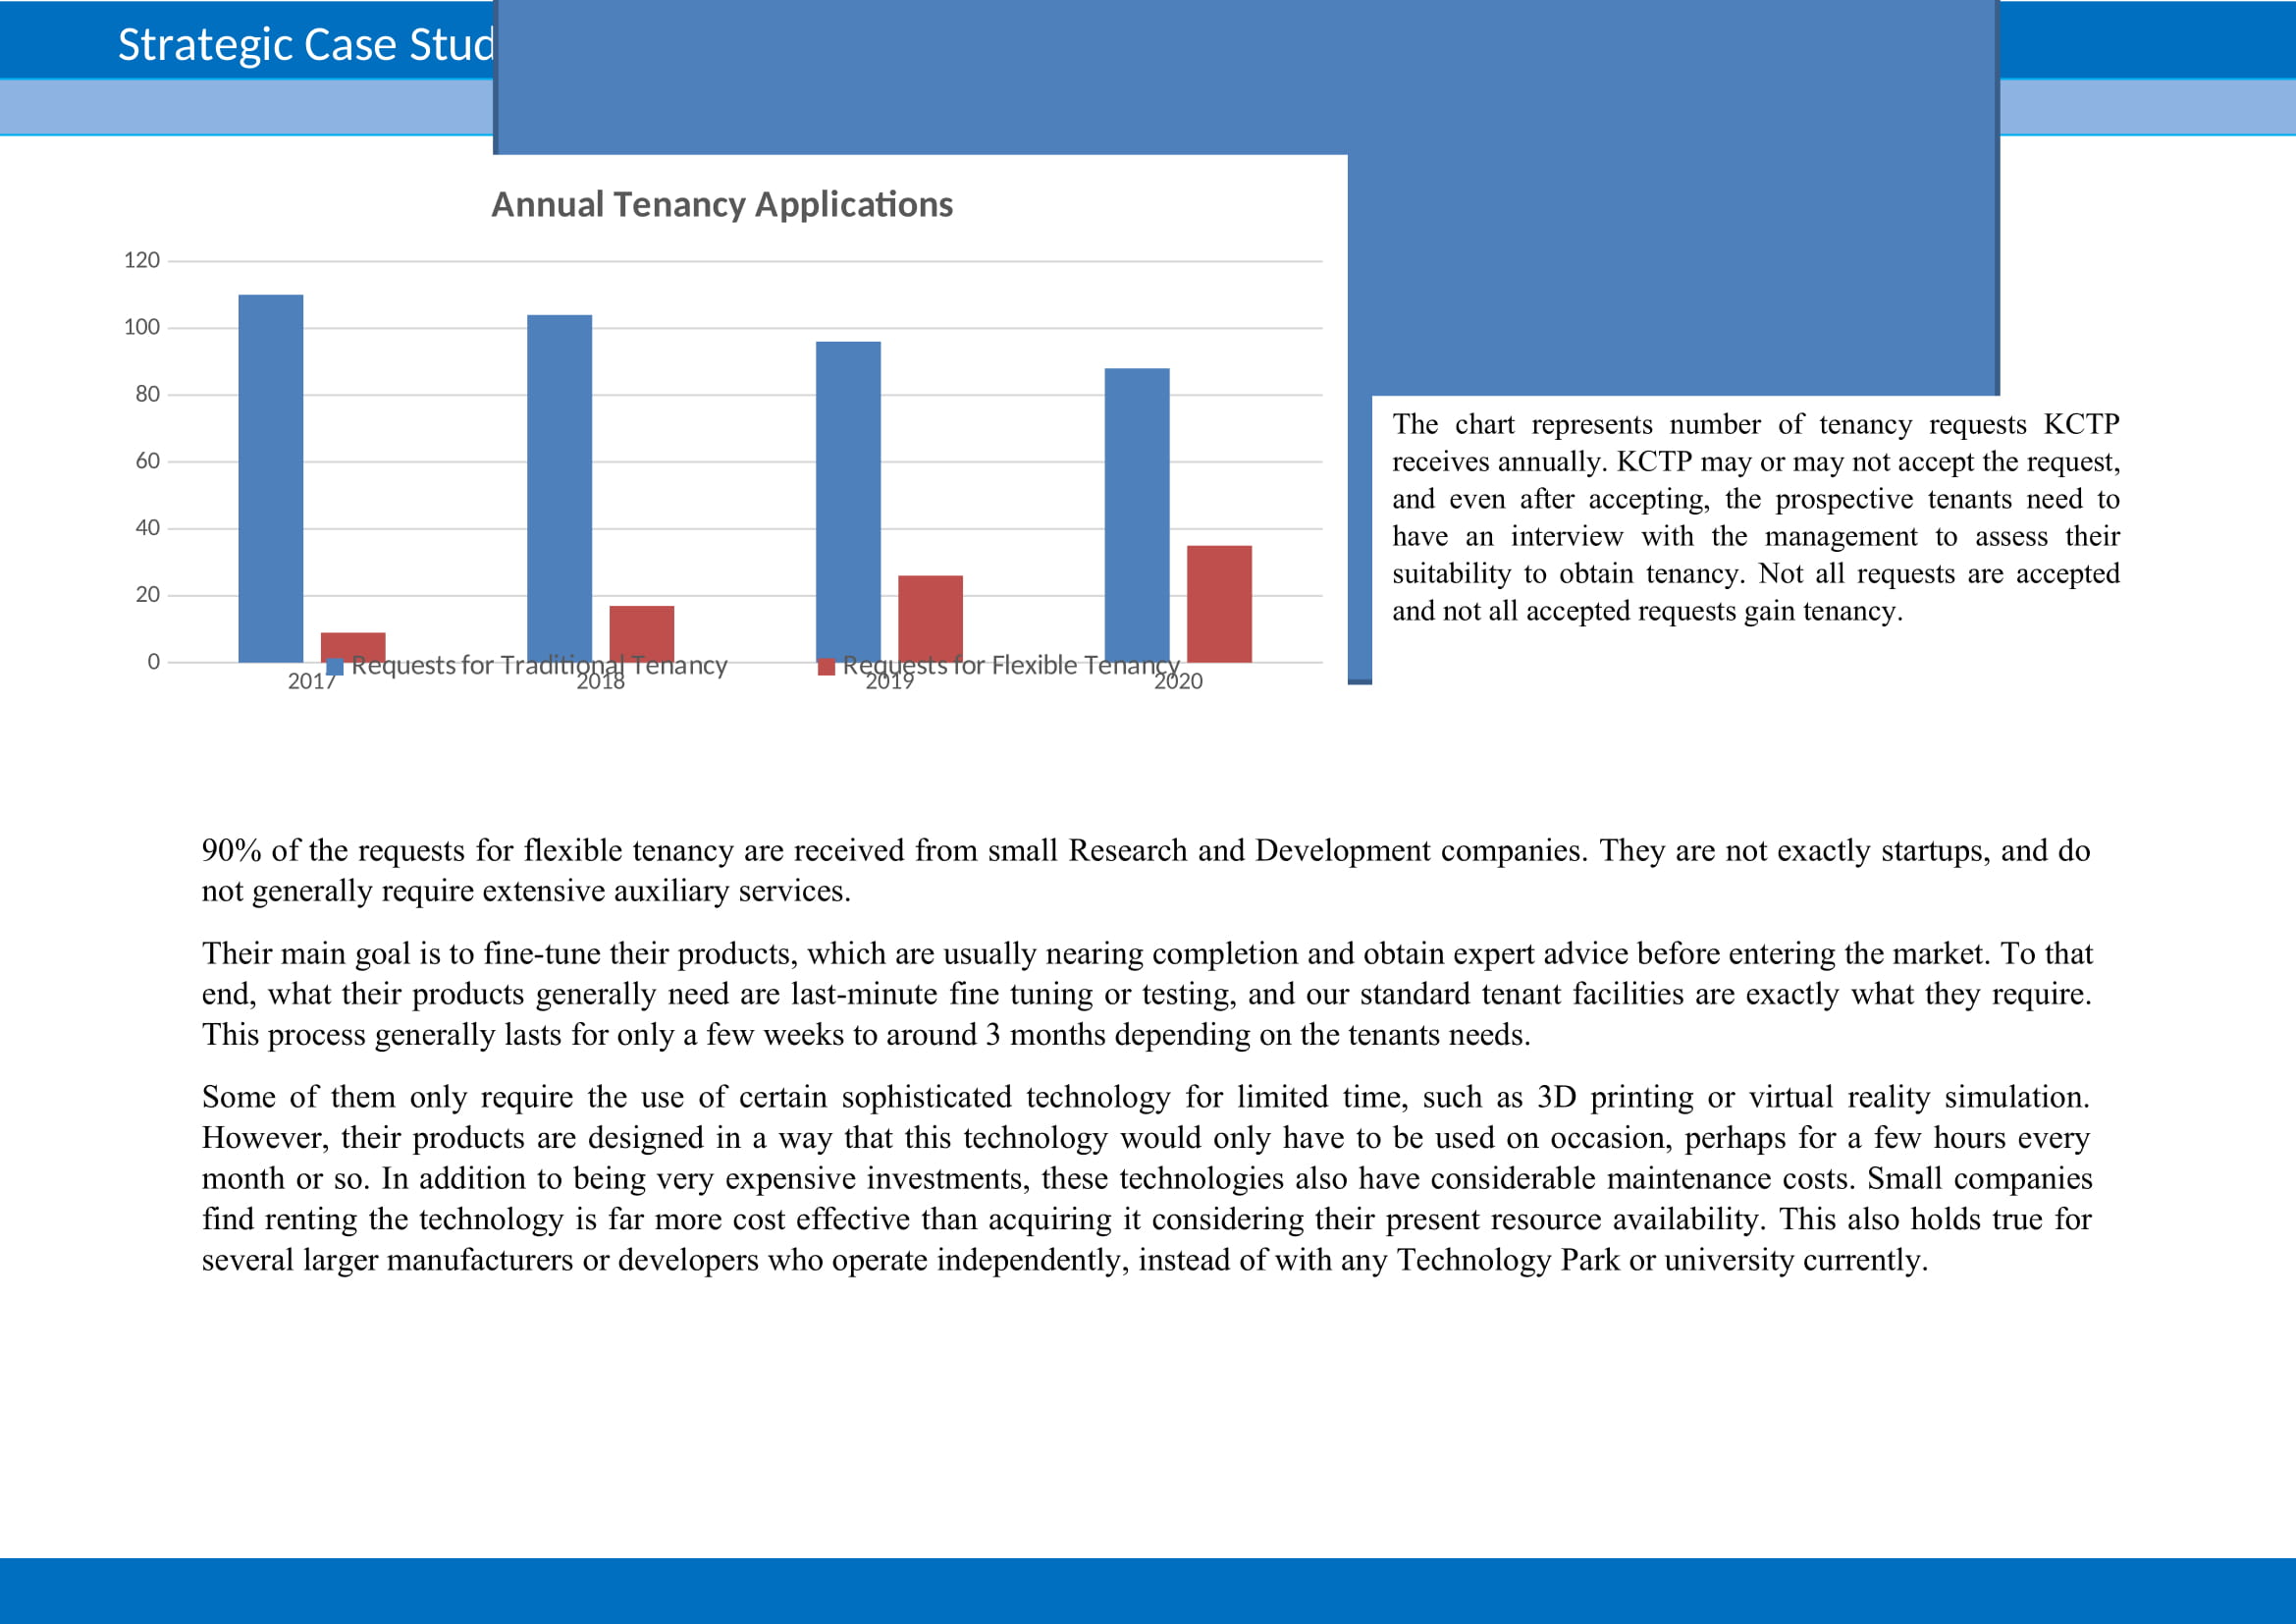 Strategic Case Stud
Annual Tenancy Applications
120
100
80
60
40
20
0
2017
2018
2019
2020
Requests for Traditional Tenancy
Requests for Flexible Tenancy
The chart represents number of tenancy requests KCTP
receives annually. KCTP may or may not accept the request,
and even after accepting, the prospective tenants need to
have an interview with the management to assess their
suitability to obtain tenancy. Not all requests are accepted
and not all accepted requests gain tenancy.
90% of the requests for flexible tenancy are received from small Research and Development companies. They are not exactly startups, and do
not generally require extensive auxiliary services.
Their main goal is to fine-tune their products, which are usually nearing completion and obtain expert advice before entering the market. To that
end, what their products generally need are last-minute fine tuning or testing, and our standard tenant facilities are exactly what they require.
This process generally lasts for only a few weeks to around 3 months depending on the tenants needs.
Some of them only require the use of certain sophisticated technology for limited time, such as 3D printing or virtual reality simulation.
However, their products are designed in a way that this technology would only have to be used on occasion, perhaps for a few hours every
month or so. In addition to being very expensive investments, these technologies also have considerable maintenance costs. Small companies
find renting the technology is far more cost effective than acquiring it considering their present resource availability. This also holds true for
several larger manufacturers or developers who operate independently, instead of with any Technology Park or university currently.